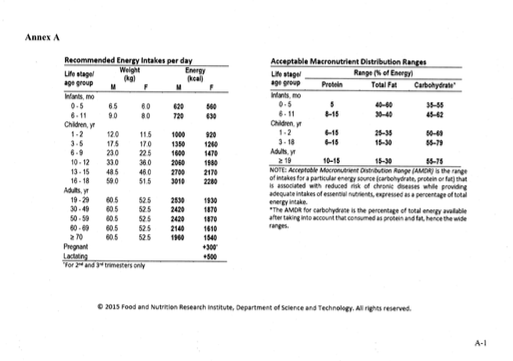 Annex A
Recommended Energy Intakes per day
Life stage/ age group Weight (kg) Energy (kcal)
M F M F
Infants, mo
0 - 5 6.5 6.0 620 560
6 - 11 9.0 8.0 720 630
Children, yr
1 - 2 12.0 11.5 1000 920
3 - 5 17.5 17.0 1350 1260
6 - 9 23.0 22.5 1600 1470
10 - 12 33.0 36.0 2060 1980
13 - 15 48.5 46.0 2700 2170
16 - 18 59.0 51.5 3010 2280
Adults, yr
19 - 29 60.5 52.5 2530 1930
30 - 49 60.5 52.5 2420 1870
50 - 59 60.5 52.5 2420 1870
60 - 69 60.5 52.5 2140 1610
≥ 70 60.5 52.5 1960 1540
Pregnant +300*
Lactating +500
*For 2nd and 3rd trimesters only
Acceptable Macronutrient Distribution Ranges
Life stage/ age group Range (% of Energy)
Protein Total Fat Carbohydrate*
Infants, mo
0 - 5 5 40–60 35–55
6 - 11 8–15 30–40 45–62
Children, yr
1 - 2 6–15 25–35 50–69
3 - 18 6–15 15–30 55–79
Adults, yr
≥ 19 10–15 15–30 55–75
NOTE: Acceptable Macronutrient Distribution Range (AMDR) is the range
of intakes for a particular energy source (carbohydrate, protein or fat) that
is associated with reduced risk of chronic diseases while providing
adequate intakes of essential nutrients, expressed as a percentage of total
energy intake.
*The AMDR for carbohydrate is the percentage of total energy available
after taking into account that consumed as protein and fat, hence the wide
ranges.
© 2015 Food and Nutrition Research Institute, Department of Science and Technology. All rights reserved.
A-1